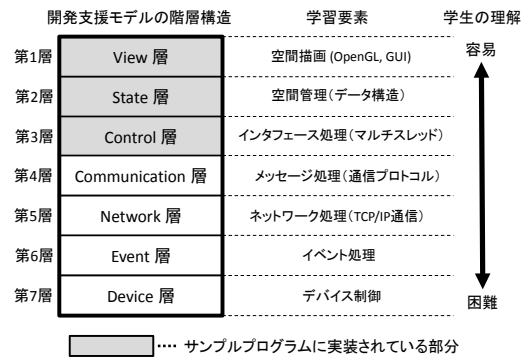 開発支援モデルの階層構造 学習要素 学生の理解
第1層 View 層 空間描画 (OpenGL, GUI) 容易
第2層 State 層 空間管理(データ構造)
第3層 Control 層 インタフェース処理(マルチスレッド)
第4層 Communication 層 メッセージ処理(通信プロトコル)
第5層 Network 層 ネットワーク処理(TCP/IP通信)
第6層 Event 層 イベント処理
第7層 Device 層 デバイス制御 困難
‥‥ サンプルプログラムに実装されている部分